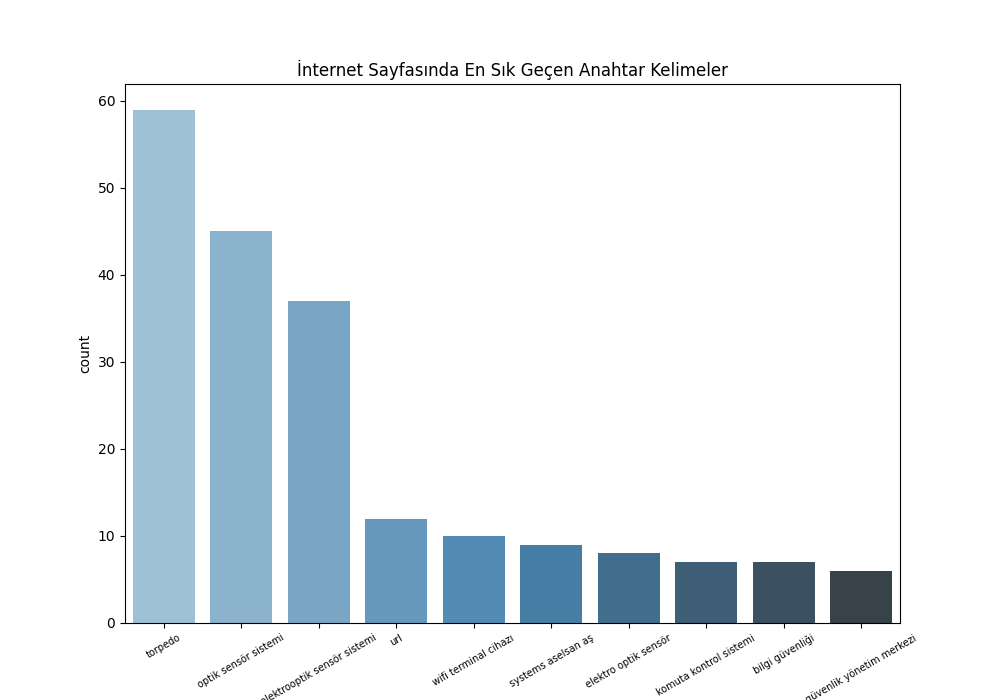 İnternet Sayfasında En Sık Geçen Anahtar Kelimeler
count
60
50
40
30
20
10
0
torpedo
optik sensör sistemi
elektrooptik sensör sistemi
url
wifi terminal cihazı
systems aselsan aş
elektro optik sensör
komuta kontrol sistemi
bilgi güvenliği
güvenlik yönetim merkezi